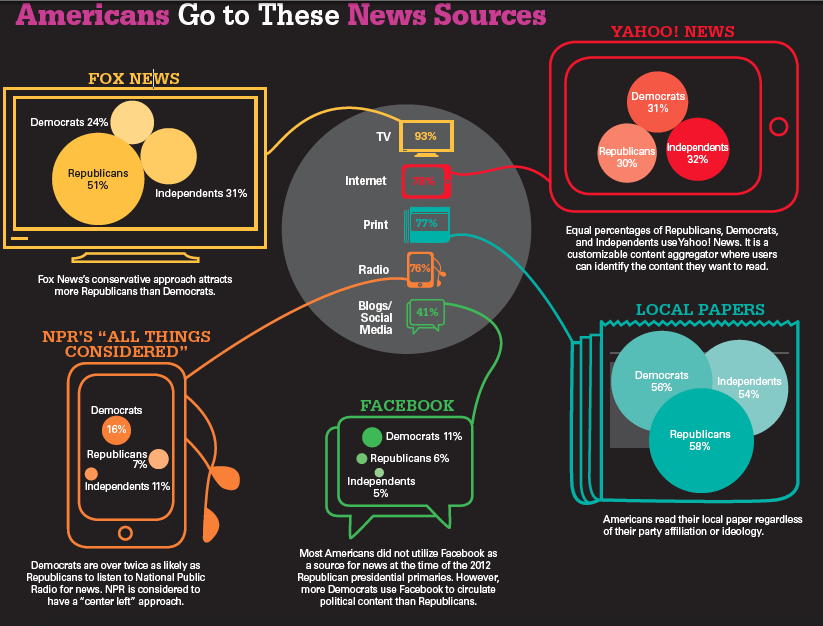 Americans Go to These News Sources
FOX NEWS
Democrats 24%
Republicans
51%
Independents 31%
Fox News's conservative approach attracts
more Republicans than Democrats.
TV
93%
Internet
Print
77%
Radio
76%
Blogs/
Social
Media
41%
YAHOO! NEWS
Democrats
31%
Republicans
30%
Independents
32%
Equal percentages of Republicans, Democrats,
and Independents use Yahoo! News. It is a
customizable content aggregator where users
can identify the content they want to read.
NPR'S “ALL THINGS
CONSIDERED”
Democrats
16%
Republicans
7%
Independents 11%
Democrats are over twice as likely as
Republicans to listen to National Public
Radio for news. NPR is considered to
have a “center left” approach.
FACEBOOK
Democrats 11%
Republicans 6%
Independents
5%
Most Americans did not utilize Facebook as
a source for news at the time of the 2012
Republican presidential primaries. However,
more Democrats use Facebook to circulate
political content than Republicans.
LOCAL PAPERS
Democrats
56%
Independents
54%
Republicans
58%
Americans read their local paper regardless
of their party affiliation or ideology.